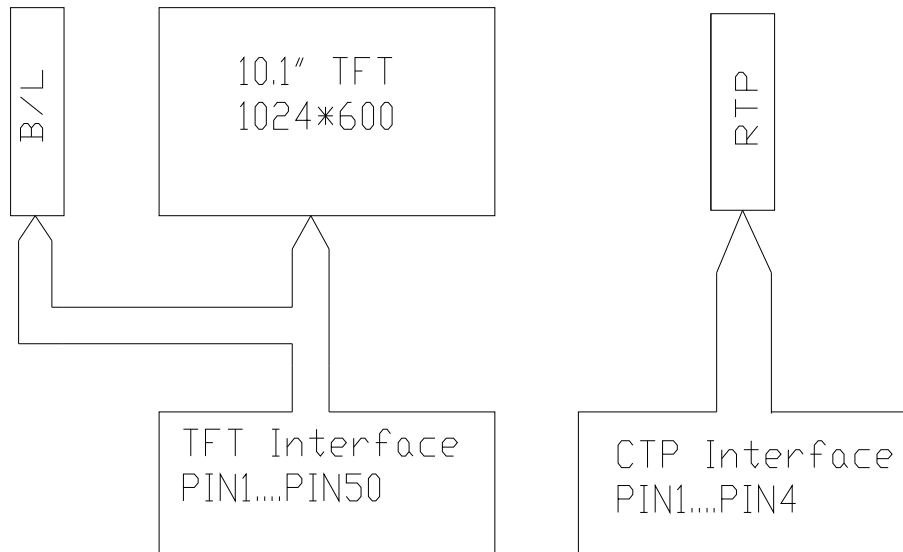 B/L
10.1" TFT
1024*600
RTP
TFT Interface
PIN1....PIN50
CTP Interface
PIN1....PIN4